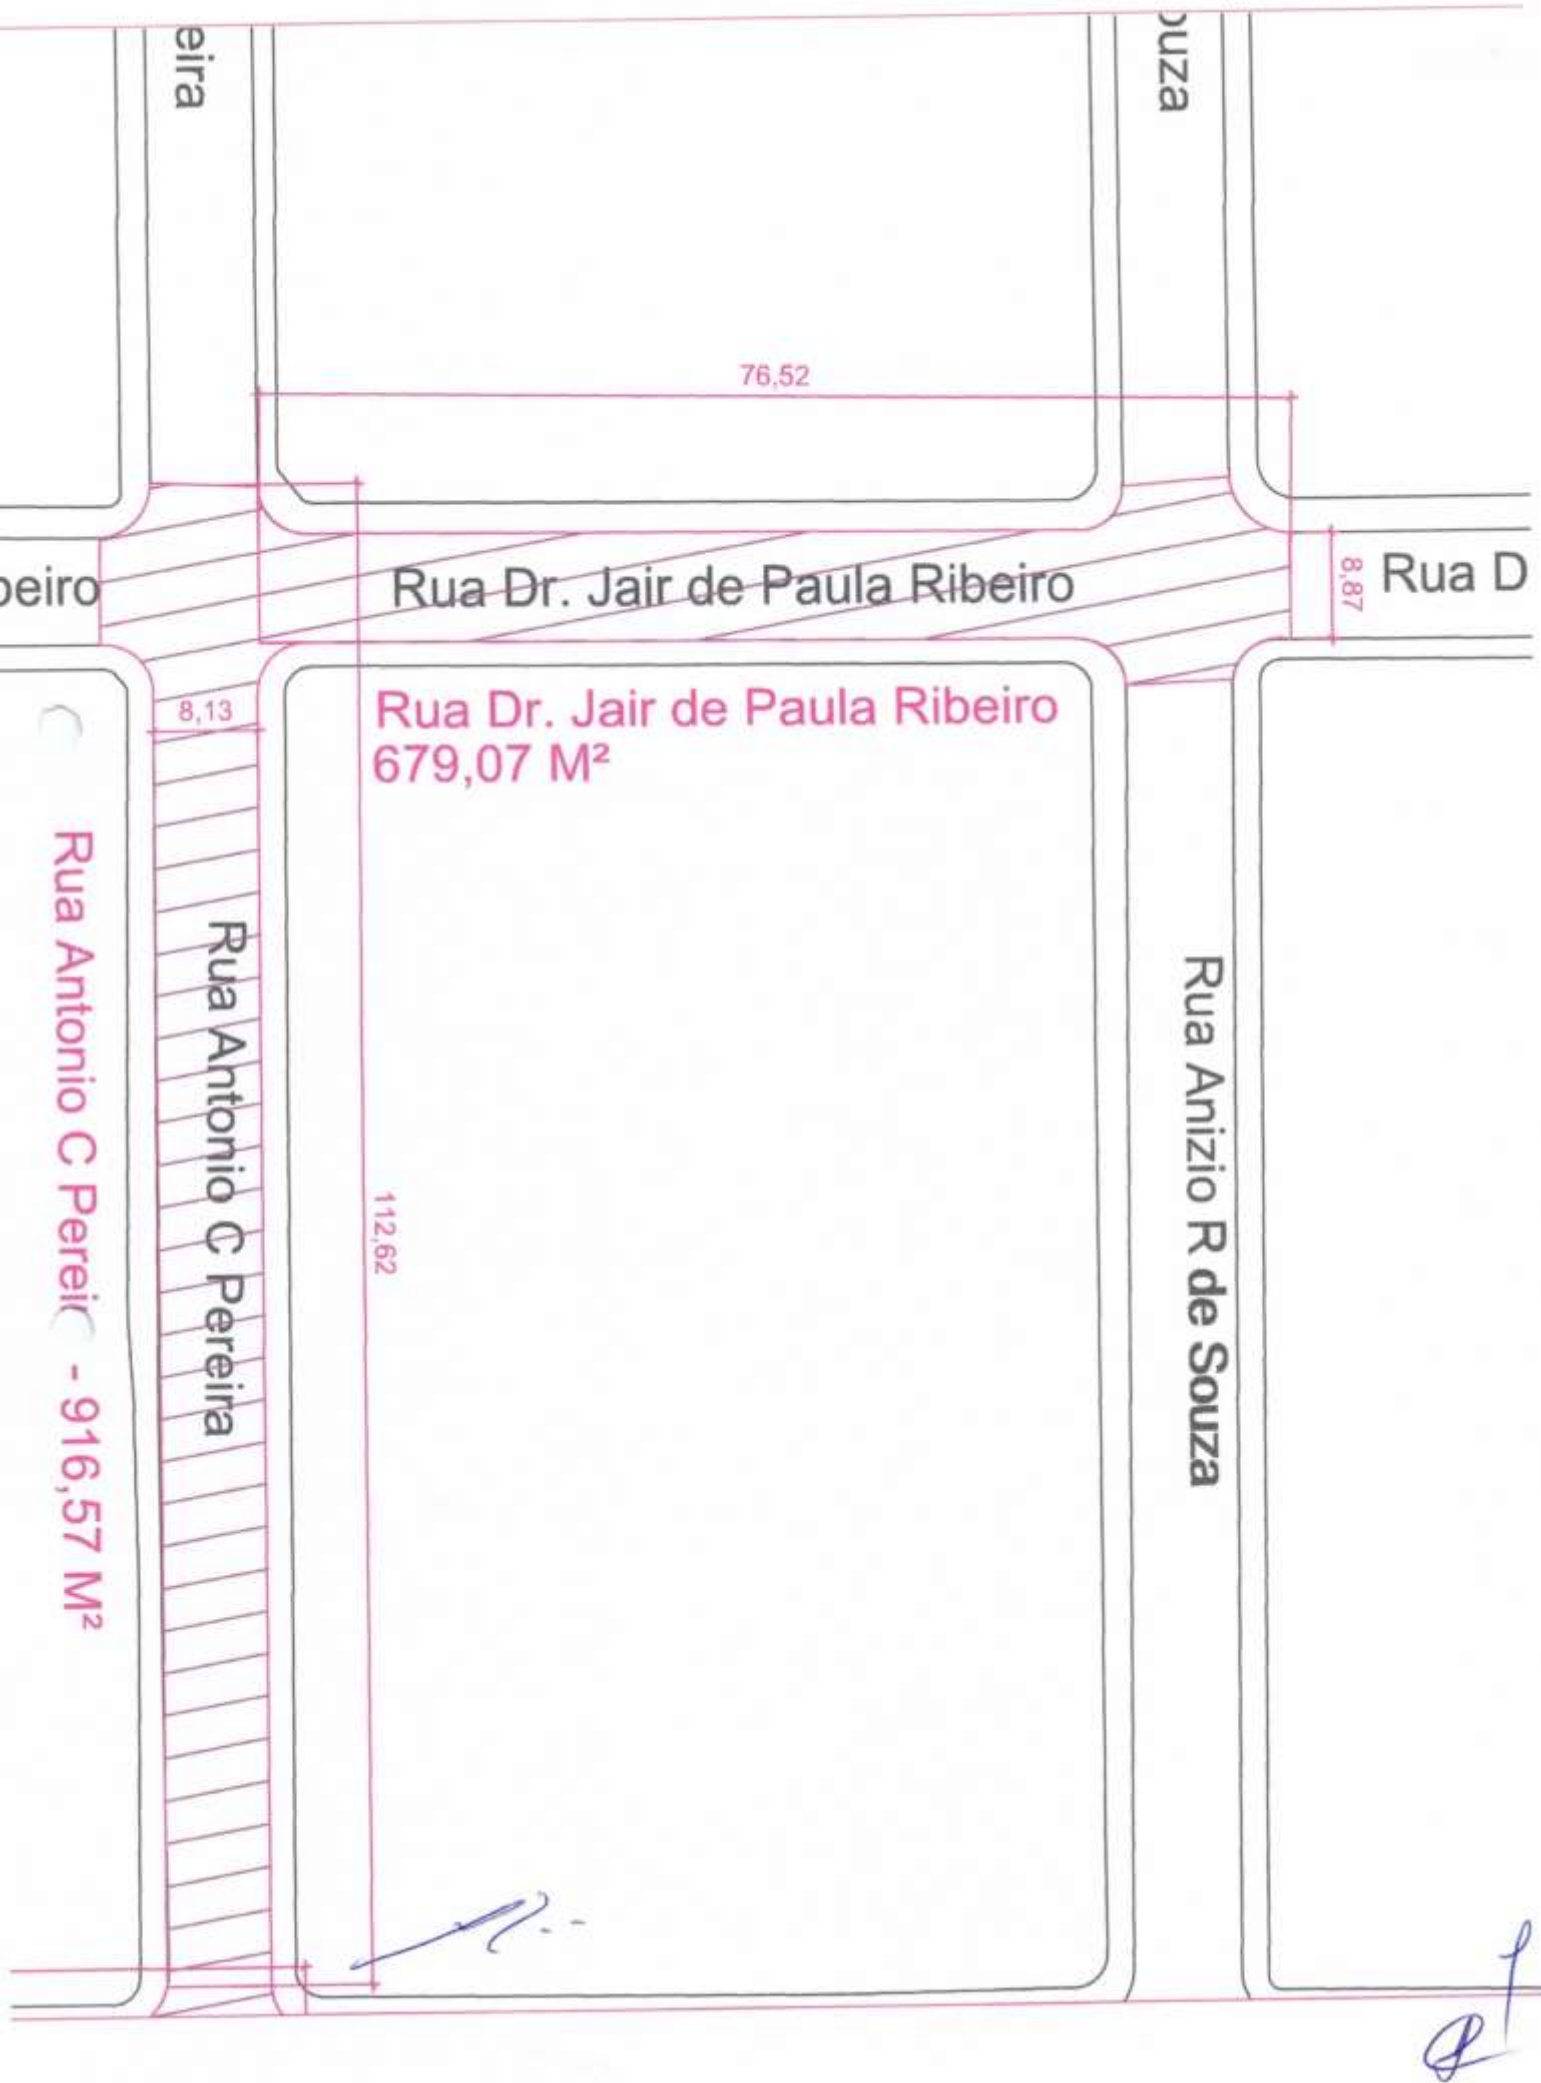 eira
ouza
76,52
beiro
Rua Dr. Jair de Paula Ribeiro
8,87
Rua D
8,13
Rua Dr. Jair de Paula Ribeiro
679,07 M²
Rua Antonio C Perei - 916,57 M²
Rua Antonio C Pereira
112,62
Rua Anizio R de Souza